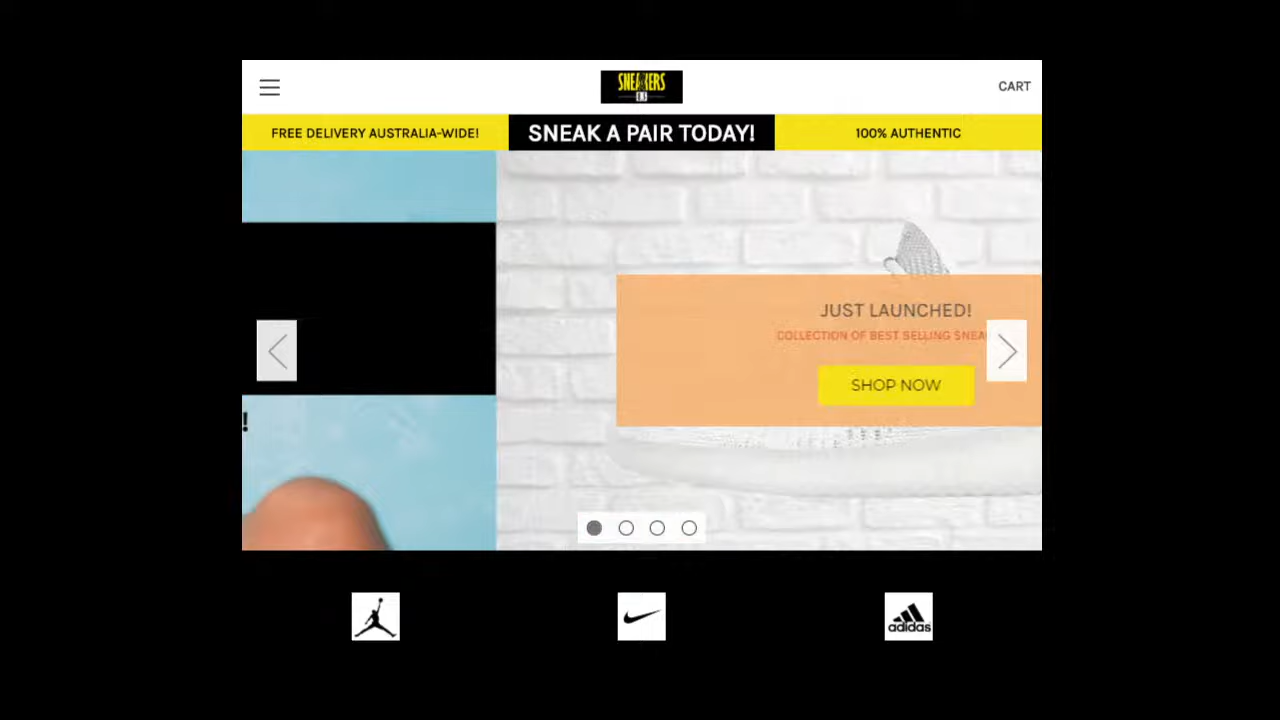 SNEAKERS
CART
FREE DELIVERY AUSTRALIA-WIDE!
SNEAK A PAIR TODAY!
100% AUTHENTIC
JUST LAUNCHED!
COLLECTION OF BEST SELLING
SHOP NOW
!
adidas